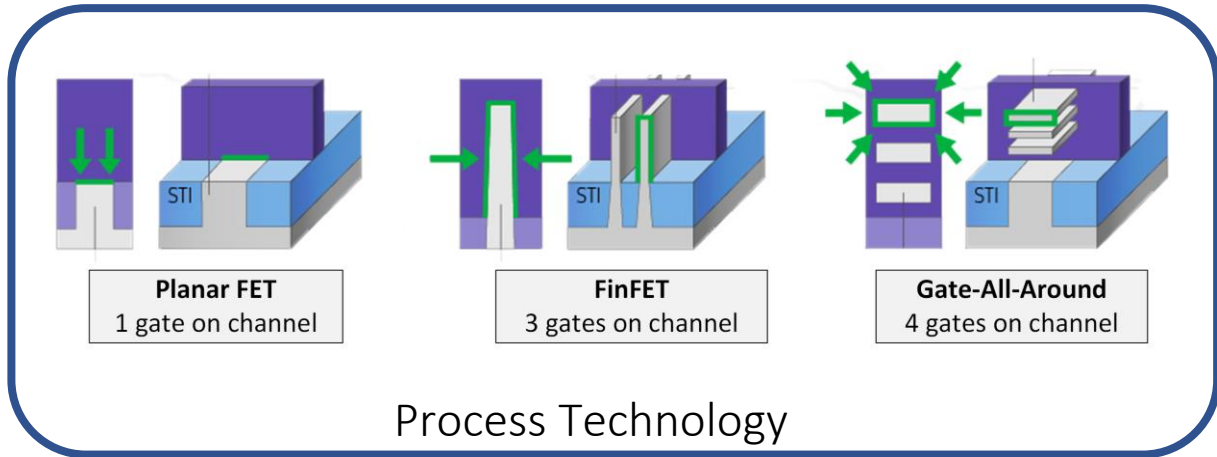 STI
STI
STI
Planar FET
1 gate on channel
FinFET
3 gates on channel
Gate-All-Around
4 gates on channel
Process Technology